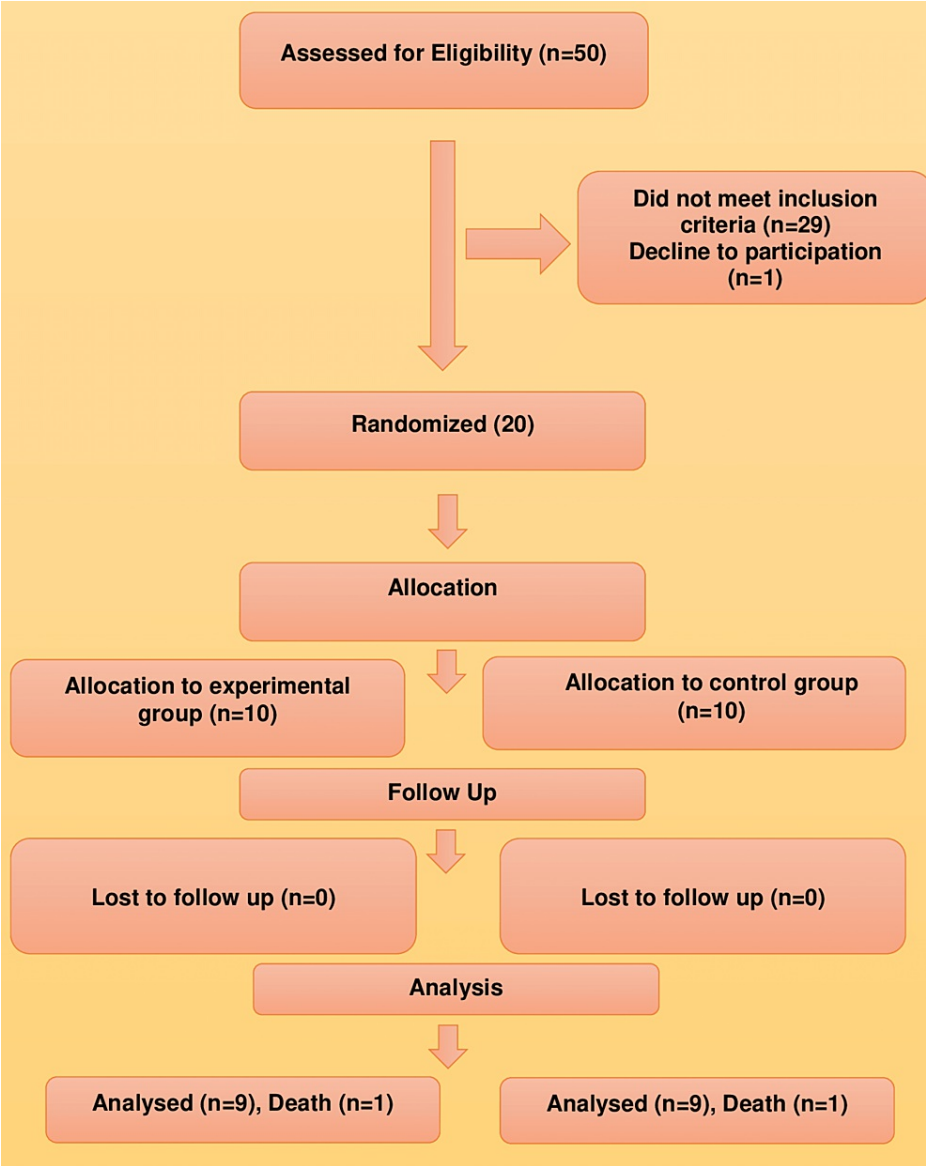 Assessed for Eligibility (n=50)
Did not meet inclusion
criteria (n=29)
Decline to participation
(n=1)
Randomized (20)
Allocation
Allocation to experimental
group (n=10)
Allocation to control group
(n=10)
Follow Up
Lost to follow up (n=0)
Lost to follow up (n=0)
Analysis
Analysed (n=9), Death (n=1)
Analysed (n=9), Death (n=1)